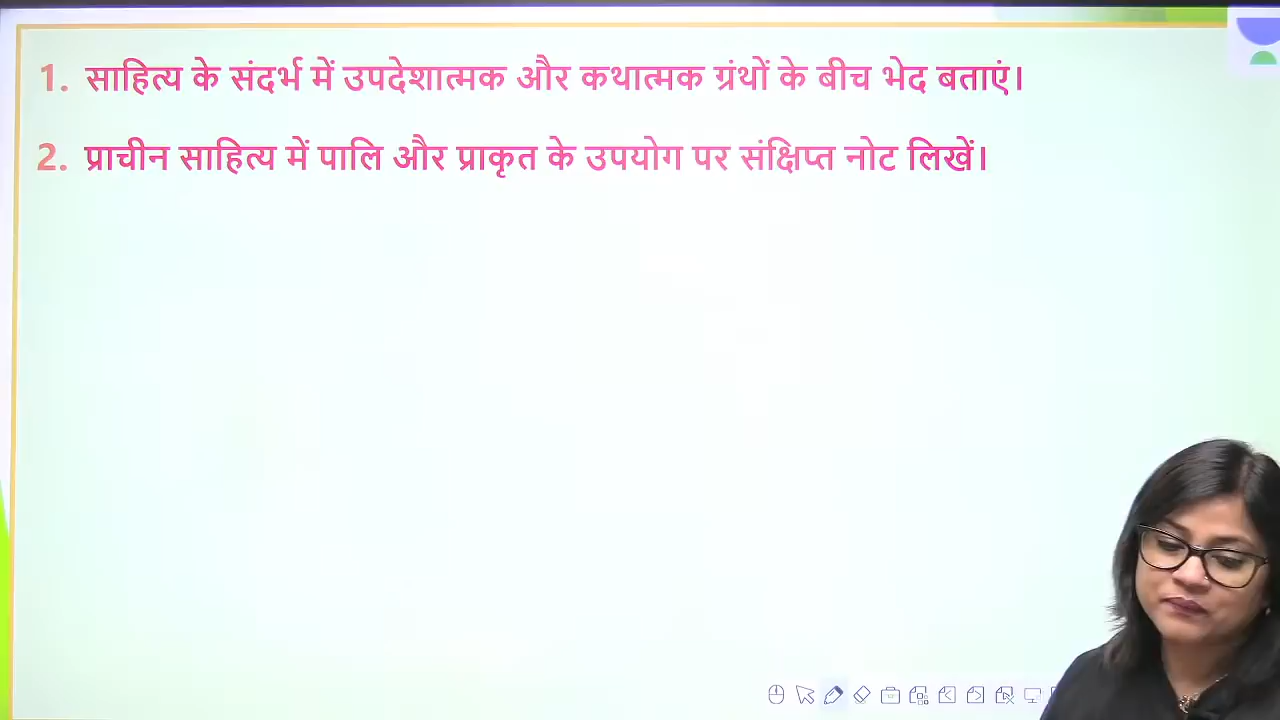 1. साहित्य के संदर्भ में उपदेशात्मक और कथात्मक ग्रंथों के बीच भेद बताएं।
2. प्राचीन साहित्य में पालि और प्राकृत के उपयोग पर संक्षिप्त नोट लिखें।